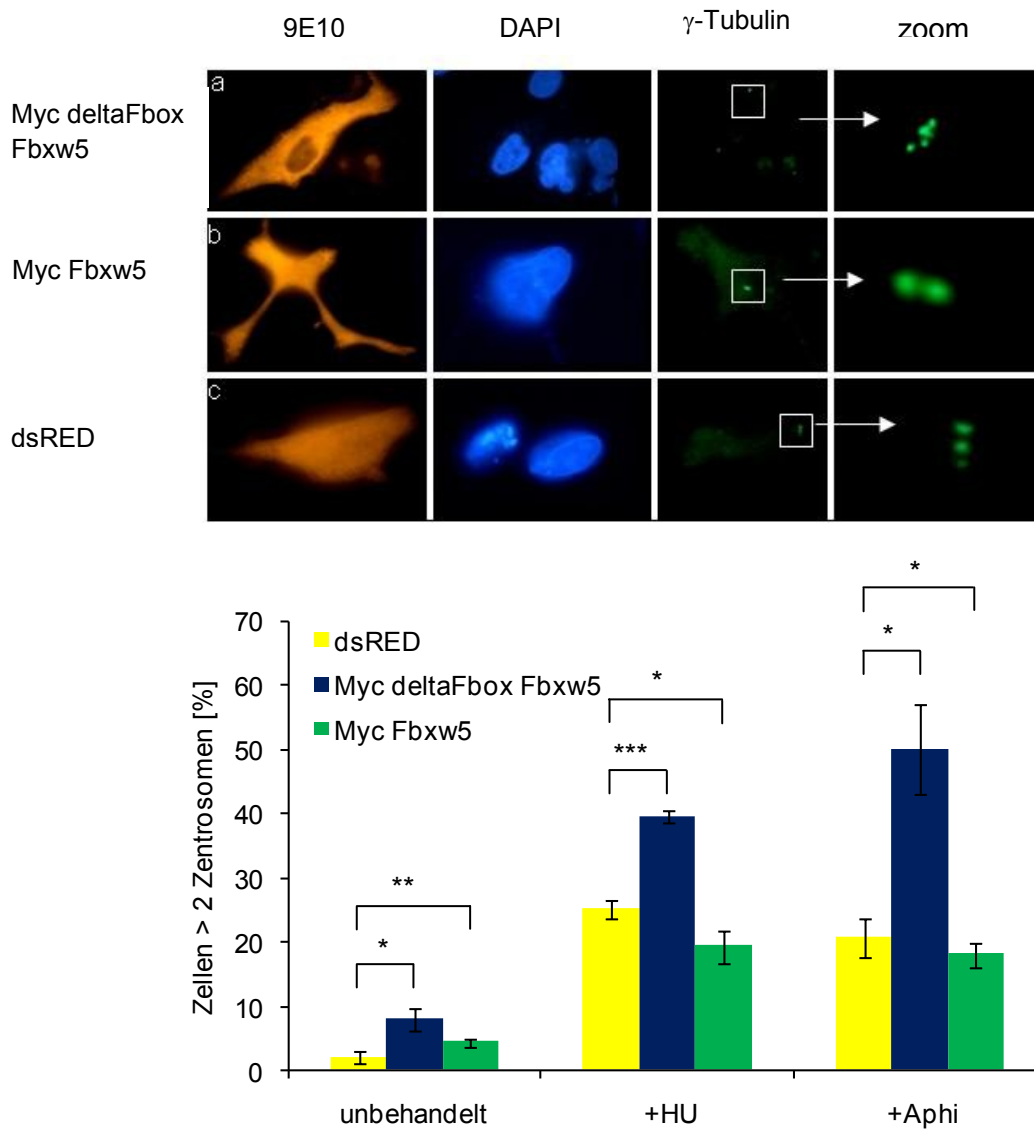 9E10 DAPI γ-Tubulin zoom
Myc deltaFbox
Fbxw5
a
Myc Fbxw5
b
dsRED
c
Zellen > 2 Zentrosomen [%]
70
60
50
40
30
20
10
0
dsRED
Myc deltaFbox Fbxw5
Myc Fbxw5
*
**
*
***
*
*
*
unbehandelt +HU +Aphi